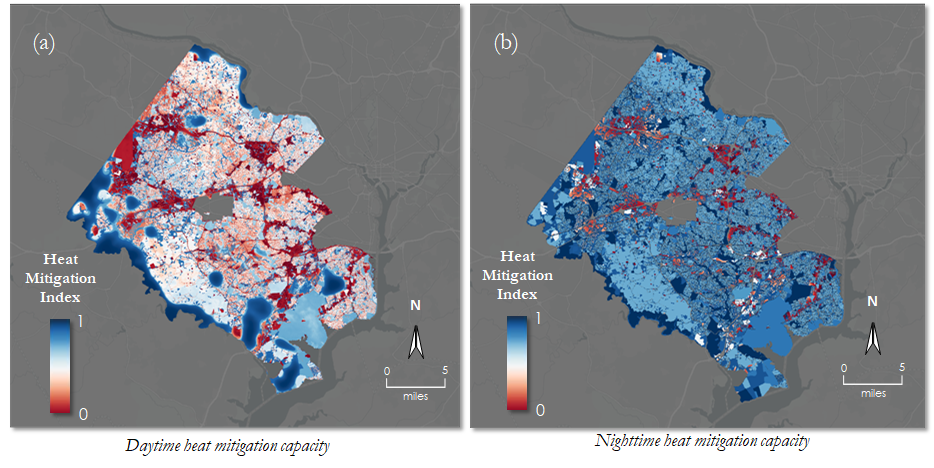 (a)
Heat
Mitigation
Index
1
0
N
0 5
miles
Daytime heat mitigation capacity
(b)
Heat
Mitigation
Index
1
0
N
0 5
miles
Nighttime heat mitigation capacity